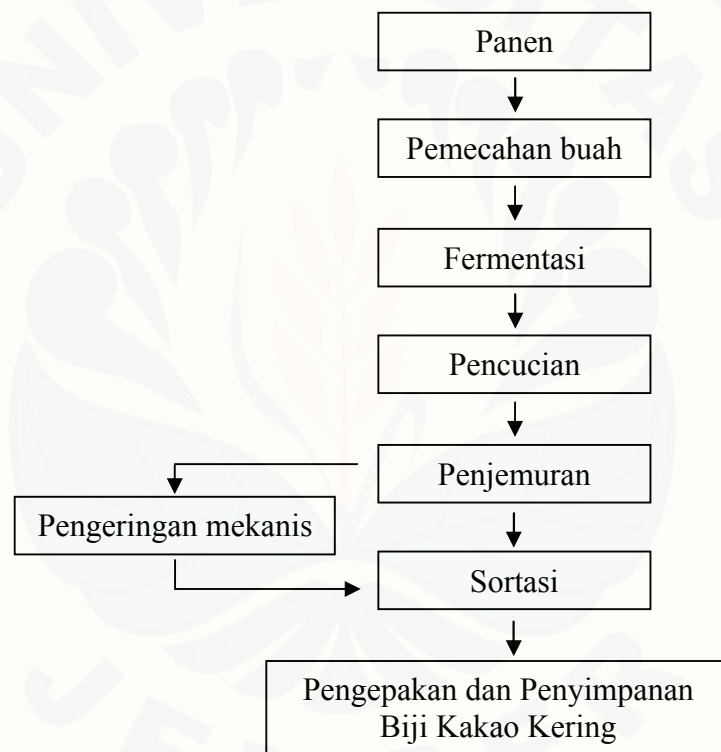 Panen
Pemecahan buah
Fermentasi
Pencucian
Penjemuran
Pengeringan mekanis
Sortasi
Pengepakan dan Penyimpanan
Biji Kakao Kering